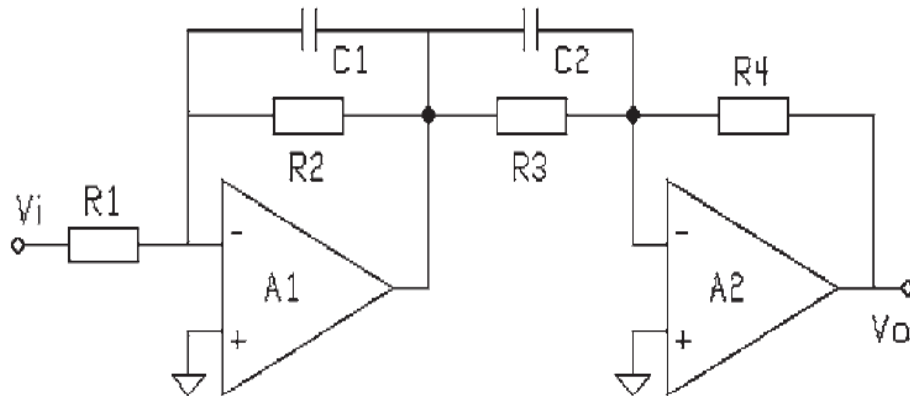 C1
C2
R4
R2
R3
Vi
R1
-
-
A1
A2
+
+
Vo